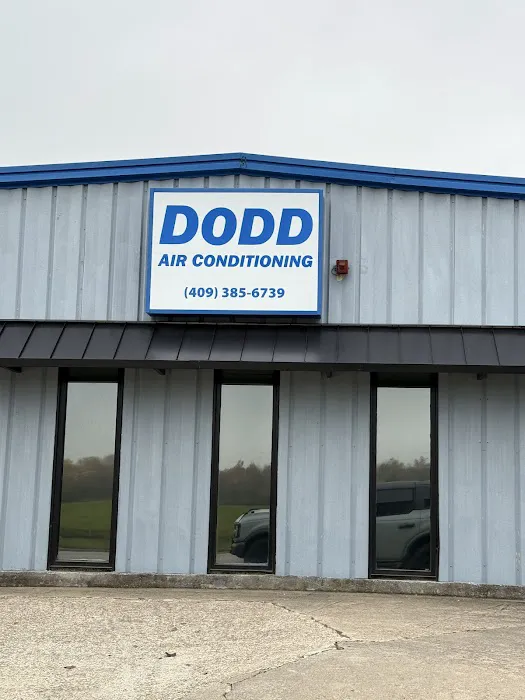 DODD
AIR CONDITIONING
(409) 385-6739